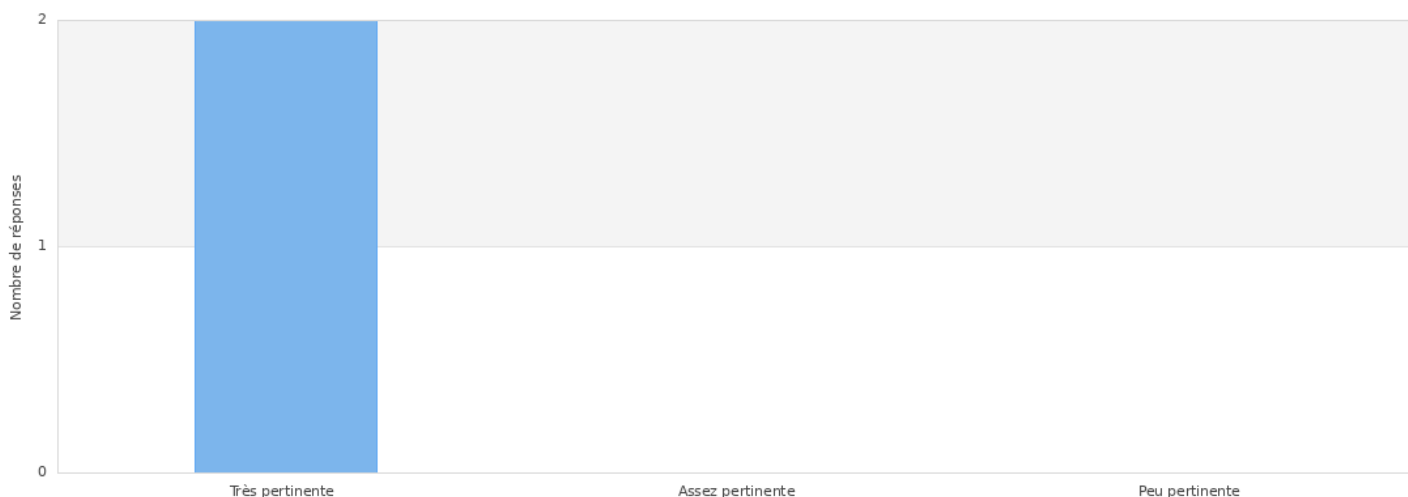 2
1
0
Nombre de réponses
Très pertinente
Assez pertinente
Peu pertinente